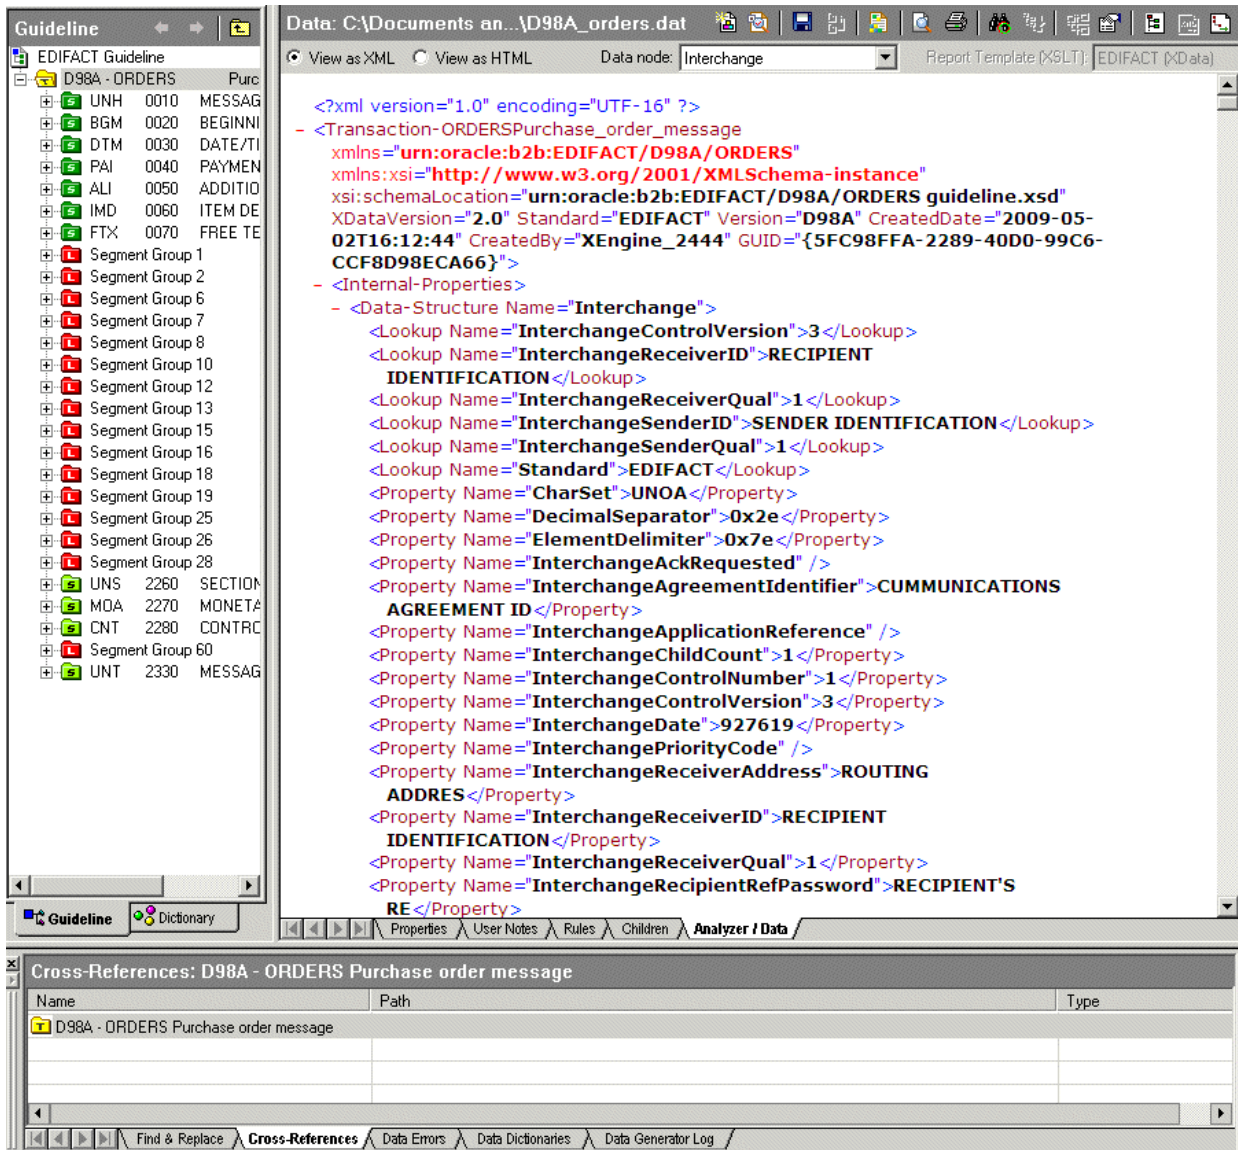 Guideline
EDIFACT Guideline
D98A - ORDERS Purc
UNH 0010 MESSAG
BGM 0020 BEGINNI
DTM 0030 DATE/TI
PAI 0040 PAYMEN
ALI 0050 ADDITIO
IMD 0060 ITEM DE
FTX 0070 FREE TE
Segment Group 1
Segment Group 2
Segment Group 6
Segment Group 7
Segment Group 8
Segment Group 10
Segment Group 12
Segment Group 13
Segment Group 15
Segment Group 16
Segment Group 18
Segment Group 19
Segment Group 25
Segment Group 26
Segment Group 28
UNS 2260 SECTION
MOA 2270 MONETA
CNT 2280 CONTRO
Segment Group 60
UNT 2330 MESSAG
Guideline Dictionary
Data: C:\Documents an...\D98A_orders.dat
View as XML View as HTML Data node: Interchange Report Template (XSLT): EDIFACT (XData)
<?xml version="1.0" encoding="UTF-16" ?>
- <Transaction-ORDERSPurchase_order_message
xmlns="urn:oracle:b2b:EDIFACT/D98A/ORDERS"
xmlns:xsi="http://www.w3.org/2001/XMLSchema-instance"
xsi:schemaLocation="urn:oracle:b2b:EDIFACT/D98A/ORDERS guideline.xsd"
XDataVersion="2.0" Standard="EDIFACT" Version="D98A" CreatedDate="2009-05-
02T16:12:44" CreatedBy="XEngine_2444" GUID="{5FC98FFA-2289-40D0-99C6-
CCF8D98ECA66}">
- <Internal-Properties>
- <Data-Structure Name="Interchange">
<Lookup Name="InterchangeControlVersion">3</Lookup>
<Lookup Name="InterchangeReceiverID">RECIPIENT
IDENTIFICATION</Lookup>
<Lookup Name="InterchangeReceiverQual">1</Lookup>
<Lookup Name="InterchangeSenderID">SENDER IDENTIFICATION</Lookup>
<Lookup Name="InterchangeSenderQual">1</Lookup>
<Lookup Name="Standard">EDIFACT</Lookup>
<Property Name="CharSet">UNOA</Property>
<Property Name="DecimalSeparator">0x2e</Property>
<Property Name="ElementDelimiter">0x7e</Property>
<Property Name="InterchangeAckRequested" />
<Property Name="InterchangeAgreementIdentifier">CUMMUNICATIONS
AGREEMENT ID</Property>
<Property Name="InterchangeApplicationReference" />
<Property Name="InterchangeChildCount">1</Property>
<Property Name="InterchangeControlNumber">1</Property>
<Property Name="InterchangeControlVersion">3</Property>
<Property Name="InterchangeDate">927619</Property>
<Property Name="InterchangePriorityCode" />
<Property Name="InterchangeReceiverAddress">ROUTING
ADDRES</Property>
<Property Name="InterchangeReceiverID">RECIPIENT
IDENTIFICATION</Property>
<Property Name="InterchangeReceiverQual">1</Property>
<Property Name="InterchangeRecipientRefPassword">RECIPIENT'S
RE</Property>
Properties User Notes Rules Children Analyzer / Data
Cross-References: D98A - ORDERS Purchase order message
Name Path Type
D98A - ORDERS Purchase order message
Find & Replace Cross-References Data Errors Data Dictionaries Data Generator Log